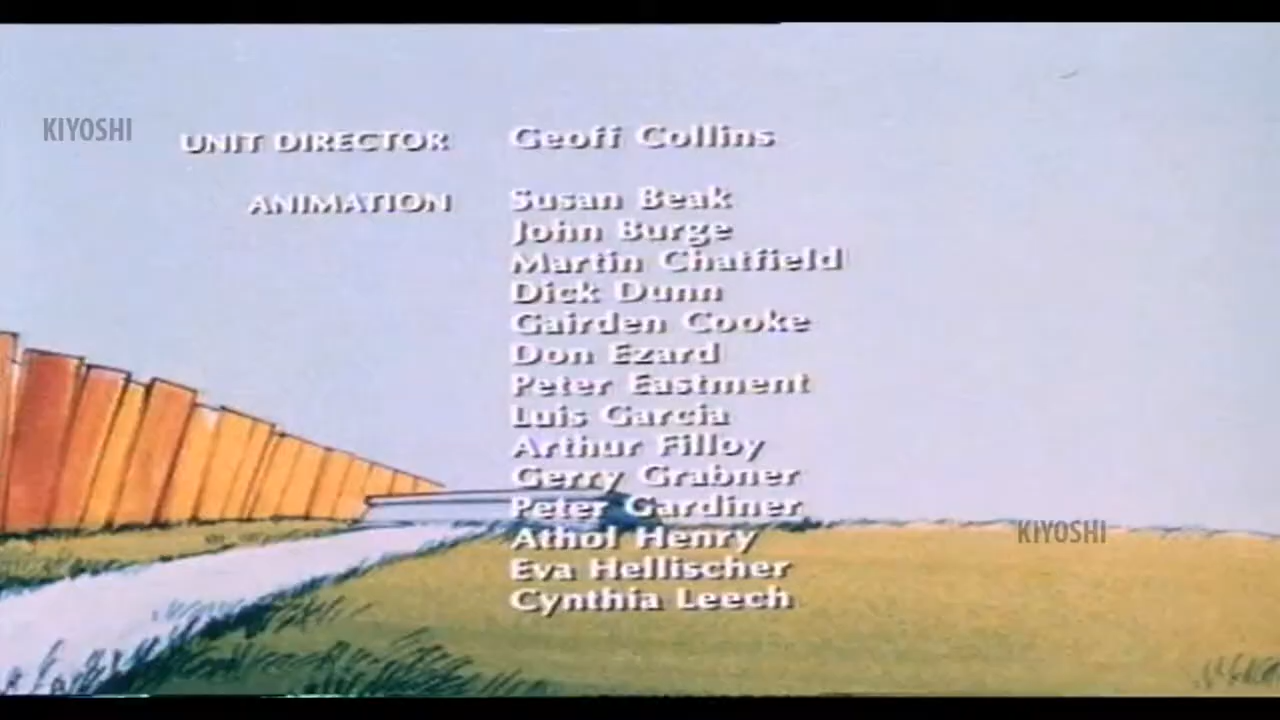 KIYOSHI
UNIT DIRECTOR Geoff Collins
ANIMATION Susan Beak
John Burge
Martin Chatfield
Dick Dunn
Gairden Cooke
Don Ezard
Peter Eastment
Luis Garcia
Arthur Filloy
Gerry Grabner
Peter Gardiner
KIYOSHI
Athol Henry
Eva Hellischer
Cynthia Leech